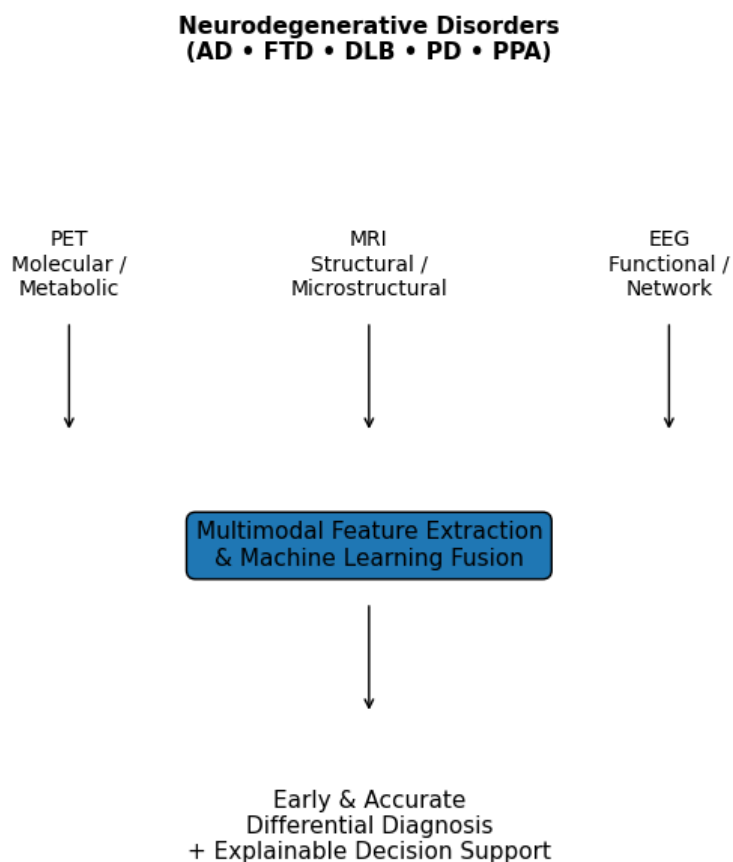 Neurodegenerative Disorders
(AD • FTD • DLB • PD • PPA)
PET
Molecular /
Metabolic
MRI
Structural /
Microstructural
EEG
Functional /
Network
Multimodal Feature Extraction
& Machine Learning Fusion
Early & Accurate
Differential Diagnosis
+ Explainable Decision Support